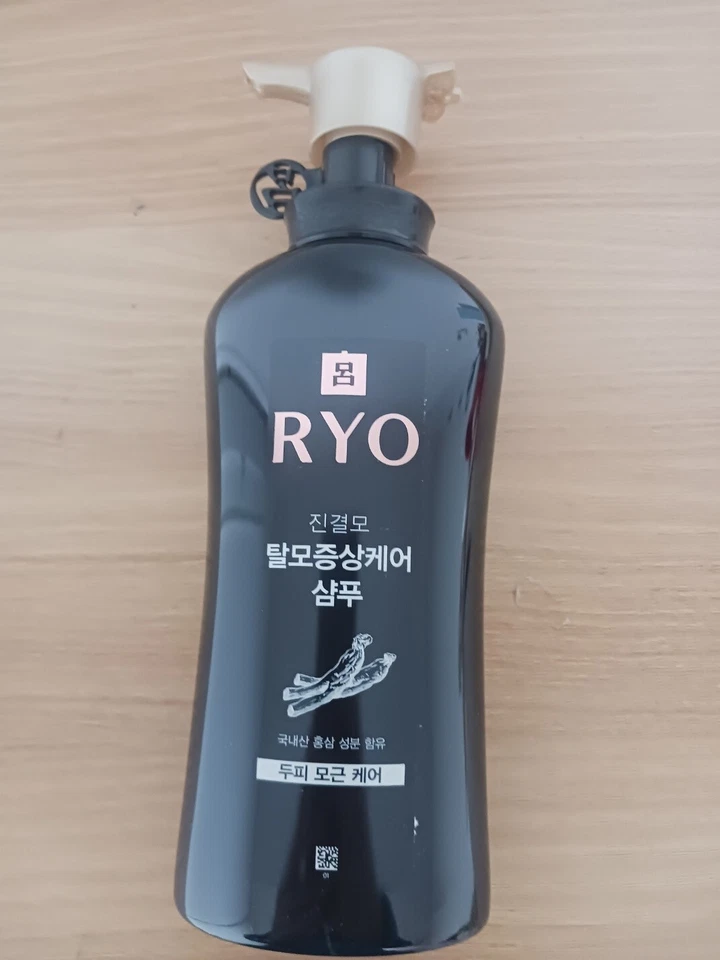 呂
RYO
진결모
탈모증상케어
샴푸
국내산 홍삼 성분 함유
두피 모근 케어
01